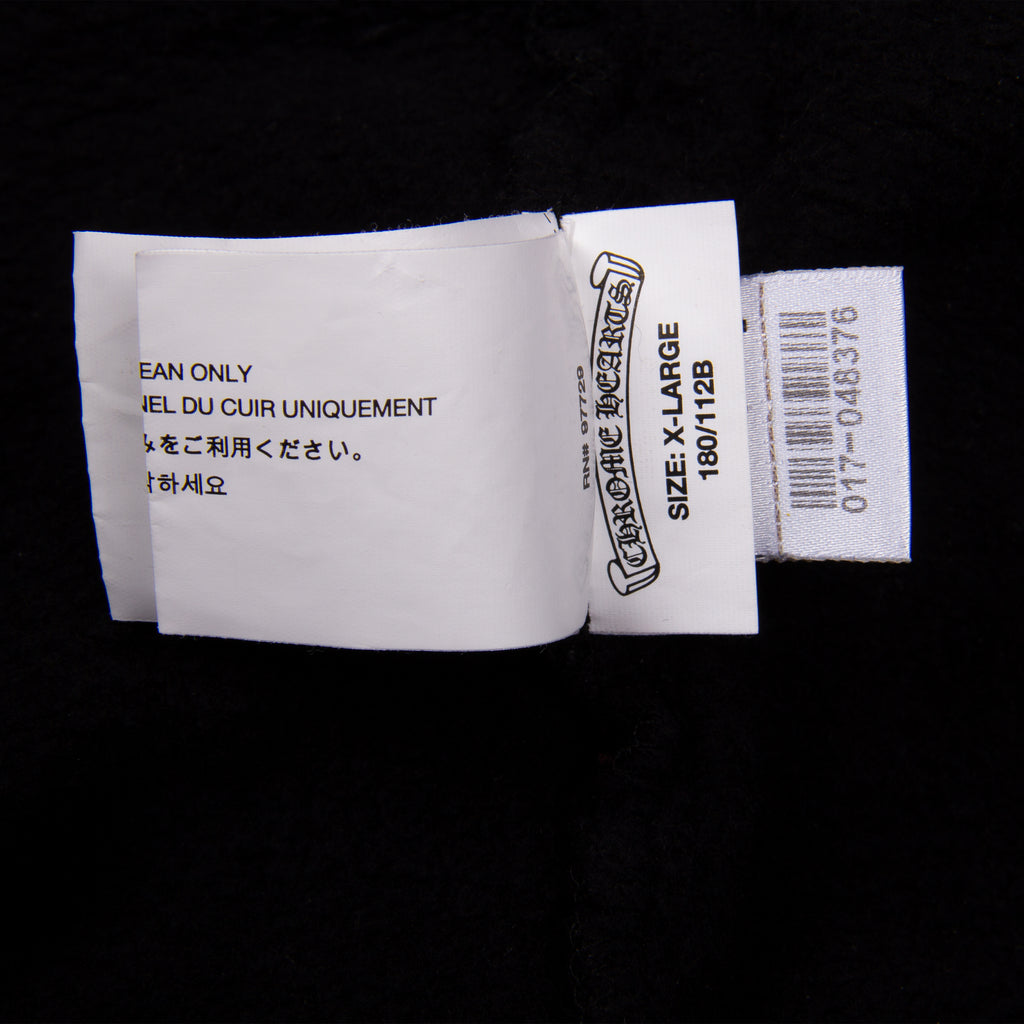 EAN ONLY
NEL DU CUIR UNIQUEMENT
みをご利用ください。
하세요
RN# 97729
CHROME HEARTS
SIZE: X-LARGE
180/112B
017-0488376